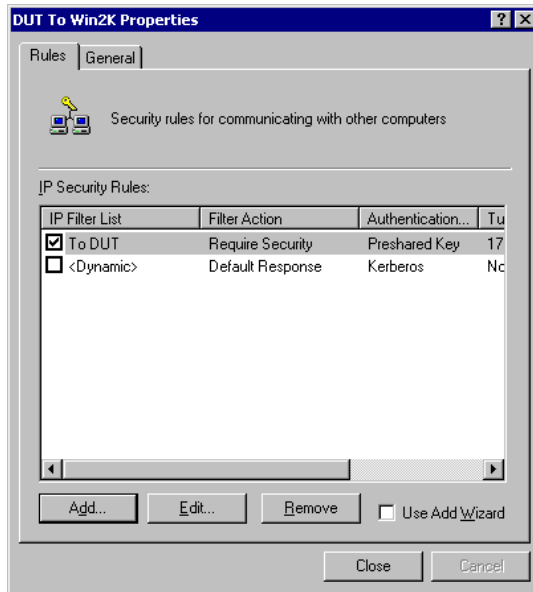 DUT To Win2K Properties
Rules General
Security rules for communicating with other computers
IP Security Rules:
IP Filter List Filter Action Authentication... Tu
To DUT Require Security Preshared Key 17
<Dynamic> Default Response Kerberos No
Add... Edit... Remove Use Add Wizard
Close Cancel